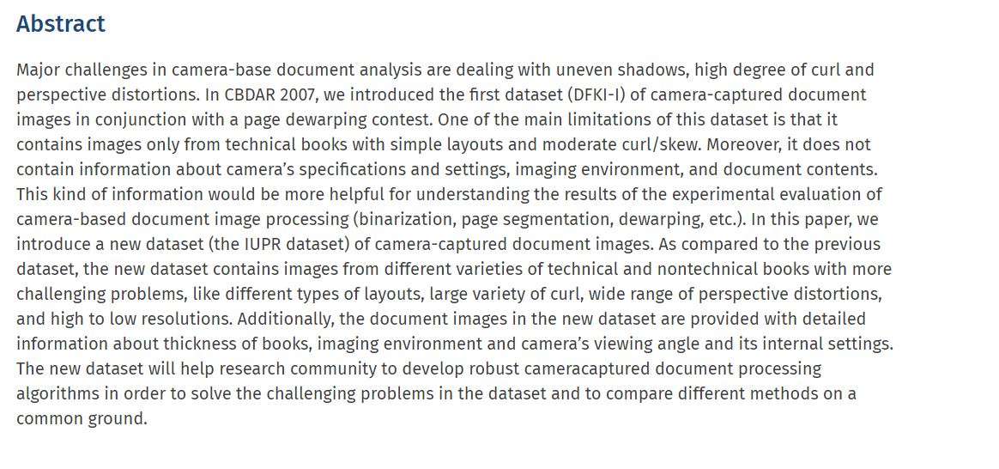 Abstract
Major challenges in camera-base document analysis are dealing with uneven shadows, high degree of curl and
perspective distortions. In CBDAR 2007, we introduced the first dataset (DFKI-I) of camera-captured document
images in conjunction with a page dewarping contest. One of the main limitations of this dataset is that it
contains images only from technical books with simple layouts and moderate curl/skew. Moreover, it does not
contain information about camera’s specifications and settings, imaging environment, and document contents.
This kind of information would be more helpful for understanding the results of the experimental evaluation of
camera-based document image processing (binarization, page segmentation, dewarping, etc.). In this paper, we
introduce a new dataset (the IUPR dataset) of camera-captured document images. As compared to the previous
dataset, the new dataset contains images from different varieties of technical and nontechnical books with more
challenging problems, like different types of layouts, large variety of curl, wide range of perspective distortions,
and high to low resolutions. Additionally, the document images in the new dataset are provided with detailed
information about thickness of books, imaging environment and camera’s viewing angle and its internal settings.
The new dataset will help research community to develop robust cameracaptured document processing
algorithms in order to solve the challenging problems in the dataset and to compare different methods on a
common ground.